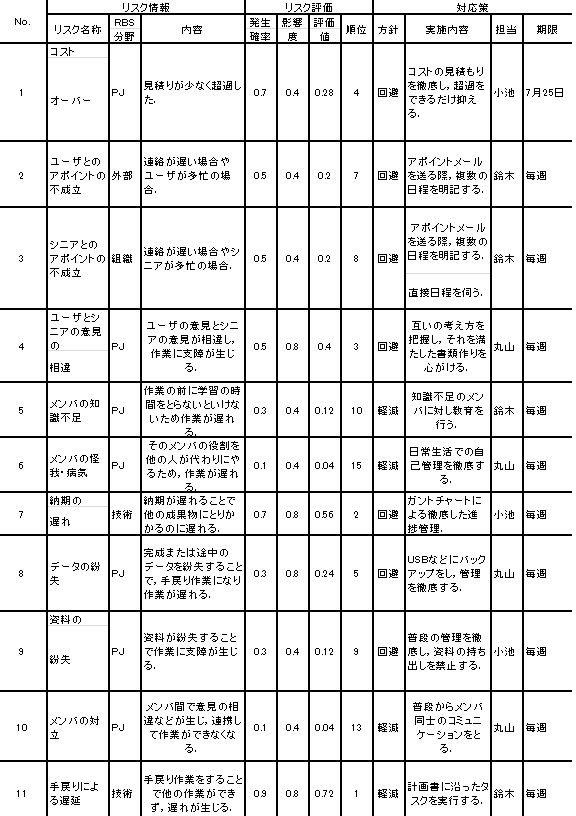 リスク情報 リスク評価 対応策
No. リスク名称 RBS 分野 内容 発生 確率 影響 度 評価 値 順位 方針 実施内容 担当 期限
1
コスト
オーバー
PJ
見積りが少なく超過し
た.
0.7 0.4 0.28 4 回避
コストの見積もり
を徹底し，超過を
できるだけ抑え
る.
小池 7月25日
2
ユーザとの
アポイントの
不成立
外部
連絡が遅い場合や
ユーザが多忙の場
合.
0.5 0.4 0.2 7 回避
アポイントメール
を送る際，複数の
日程を明記する.
鈴木 毎週
3
シニアとの
アポイントの
不成立
組織
連絡が遅い場合やシ
ニアが多忙の場合.
0.5 0.4 0.2 8 回避
アポイントメール
を送る際，複数の
日程を明記する.
直接日程を伺う.
鈴木 毎週
4
ユーザとシ
ニアの意見
の
相違
PJ
ユーザの意見とシニ
アの意見が相違し，
作業に支障が生じ
る.
0.5 0.8 0.4 3 回避
互いの考え方を
把握し，それを満
たした書類作りを
心がける.
丸山 毎週
5
メンバの知
識不足
PJ
作業の前に学習の時
間をとらないといけな
いため作業が遅れ
る.
0.3 0.4 0.12 10 軽減
知識不足のメン
バに対し教育を
行う.
鈴木 毎週
6
メンバの怪
我・病気
PJ
そのメンバの役割を
他の人が代わりにや
るため，作業が遅れ
る.
0.1 0.4 0.04 15 軽減
日常生活での自
己管理を徹底す
る.
丸山 毎週
7
納期の
遅れ
技術
納期が遅れることで
他の成果物にとりか
かるのに遅れる.
0.7 0.8 0.56 2 回避
ガントチャートに
よる徹底した進
捗管理.
小池 毎週
8
データの紛
失
PJ
完成または途中の
データを紛失すること
で，手戻り作業になり
作業が遅れる.
0.3 0.8 0.24 5 回避
USBなどにバック
アップをし，管理
を徹底する.
丸山 毎週
9
資料の
紛失
PJ
資料が紛失すること
で作業に支障が生じ
る.
0.3 0.4 0.12 9 回避
普段の管理を徹
底し，資料の持ち
出しを禁止する.
小池 毎週
10
メンバの対
立
PJ
メンバ間で意見の相
違などが生じ，連携し
て作業ができなくな
る.
0.1 0.4 0.04 13 軽減
普段からメンバ
同士のコミュニ
ケーションをと
る.
丸山 毎週
11
手戻りによ
る遅延
技術
手戻り作業をすること
で他の作業ができ
ず，遅れが生じる.
0.9 0.8 0.72 1 軽減
計画書に沿ったタ
スクを実行する.
鈴木 毎週